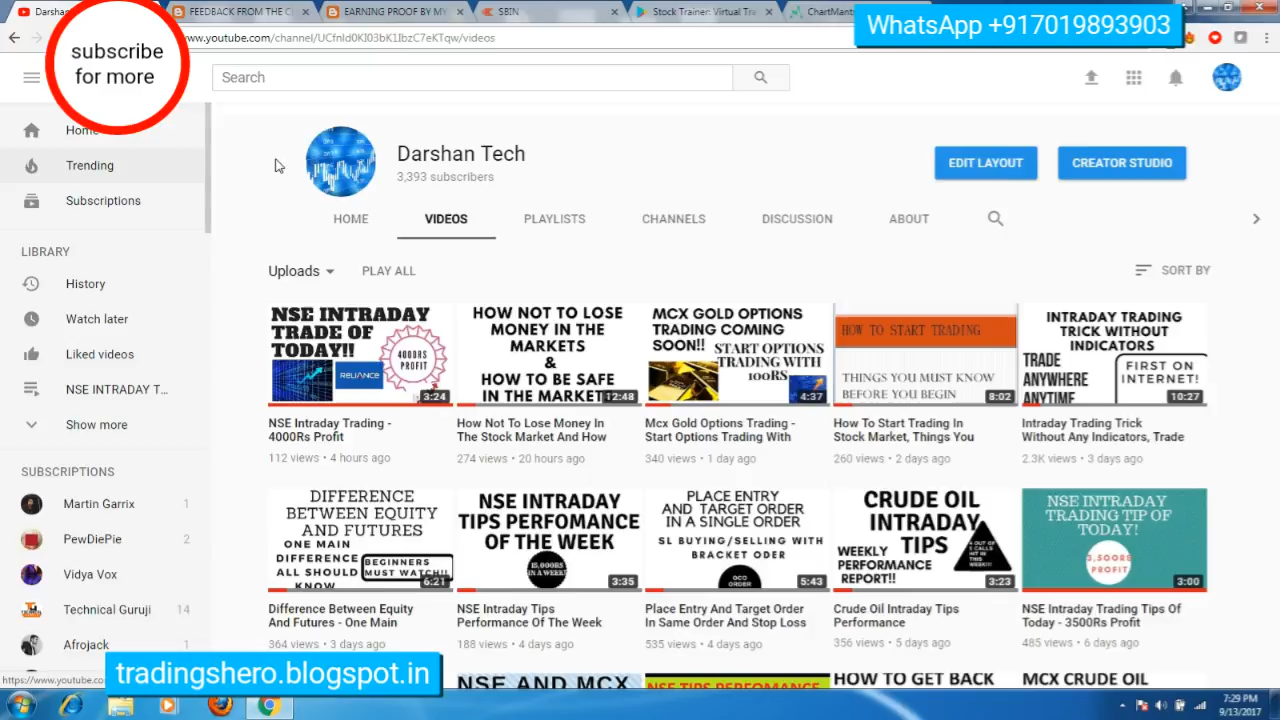 Darshan
FEEDBACK FROM THE C
EARNING PROOF BY MY
SBIN
Stock Trainer: Virtual Tra
ChartMants
WhatsApp +917019893003
subscribe
for more
www.youtube.com/channel/UCfnId0KI03bK1IbzC7eKTqw/videos
Search
Home
Trending
Subscriptions
LIBRARY
History
Watch later
Liked videos
NSE INTRADAY T...
Show more
SUBSCRIPTIONS
Martin Garrix 1
PewDiePie 2
Vidya Vox 2
Technical Guruji 14
Afrojack 1
Darshan Tech
3,393 subscribers
EDIT LAYOUT
CREATOR STUDIO
HOME VIDEOS PLAYLISTS CHANNELS DISCUSSION ABOUT
Uploads PLAY ALL
SORT BY
NSE INTRADAY
TRADE OF
TODAY!!
4000RS
PROFIT
RELIANCE
3:24
NSE Intraday Trading -
4000Rs Profit
112 views • 4 hours ago
HOW NOT TO LOSE
MONEY IN THE
MARKETS
&
HOW TO BE SAFE
IN THE MARKET
12:48
How Not To Lose Money In
The Stock Market And How
274 views • 20 hours ago
MCX GOLD OPTIONS
TRADING COMING
SOON!!
START OPTIONS
TRADING WITH
100RS
4:37
Mcx Gold Options Trading -
Start Options Trading With
340 views • 1 day ago
HOW TO START TRADING
THINGS YOU MUST KNOW
BEFORE YOU BEGIN
8:02
How To Start Trading In
Stock Market, Things You
260 views • 2 days ago
INTRADAY TRADING
TRICK WITHOUT
INDICATORS
TRADE
ANYWHERE
ANYTIME
FIRST ON
INTERNET!
10:27
Intraday Trading Trick
Without Any Indicators, Trade
2.3K views • 3 days ago
DIFFERENCE
BETWEEN EQUITY
AND FUTURES
ONE MAIN
DIFFERENCE
ALL SHOULD
KNOW
BEGINNERS
MUST WATCH!!
6:21
Difference Between Equity
And Futures - One Main
364 views • 3 days ago
NSE INTRADAY
TIPS PERFOMANCE
OF THE WEEK
15,000RS
IN A WEEK!
3:35
NSE Intraday Tips
Performance Of The Week
188 views • 4 days ago
PLACE ENTRY
AND TARGET ORDER
IN A SINGLE ORDER
SL BUYING/SELLING WITH
BRACKET ODER
OCO
ORDER
5:43
Place Entry And Target Order
In Same Order And Stop Loss
535 views • 4 days ago
CRUDE OIL
INTRADAY
TIPS
WEEKLY
PERFORMANCE
REPORT!!
3:23
Crude Oil Intraday Tips
Performance
356 views • 5 days ago
NSE INTRADAY
TRADING TIP OF
TODAY!
3,500RS
PROFIT
3:00
NSE Intraday Trading Tips Of
Today - 3500Rs Profit
485 views • 6 days ago
NSE AND MCX
NSE TIPS PERFOMANCE
HOW TO GET BACK
MCX CRUDE OIL
https://www.youtube.com
tradingshero.blogspot.in
7:29 PM
9/13/2017